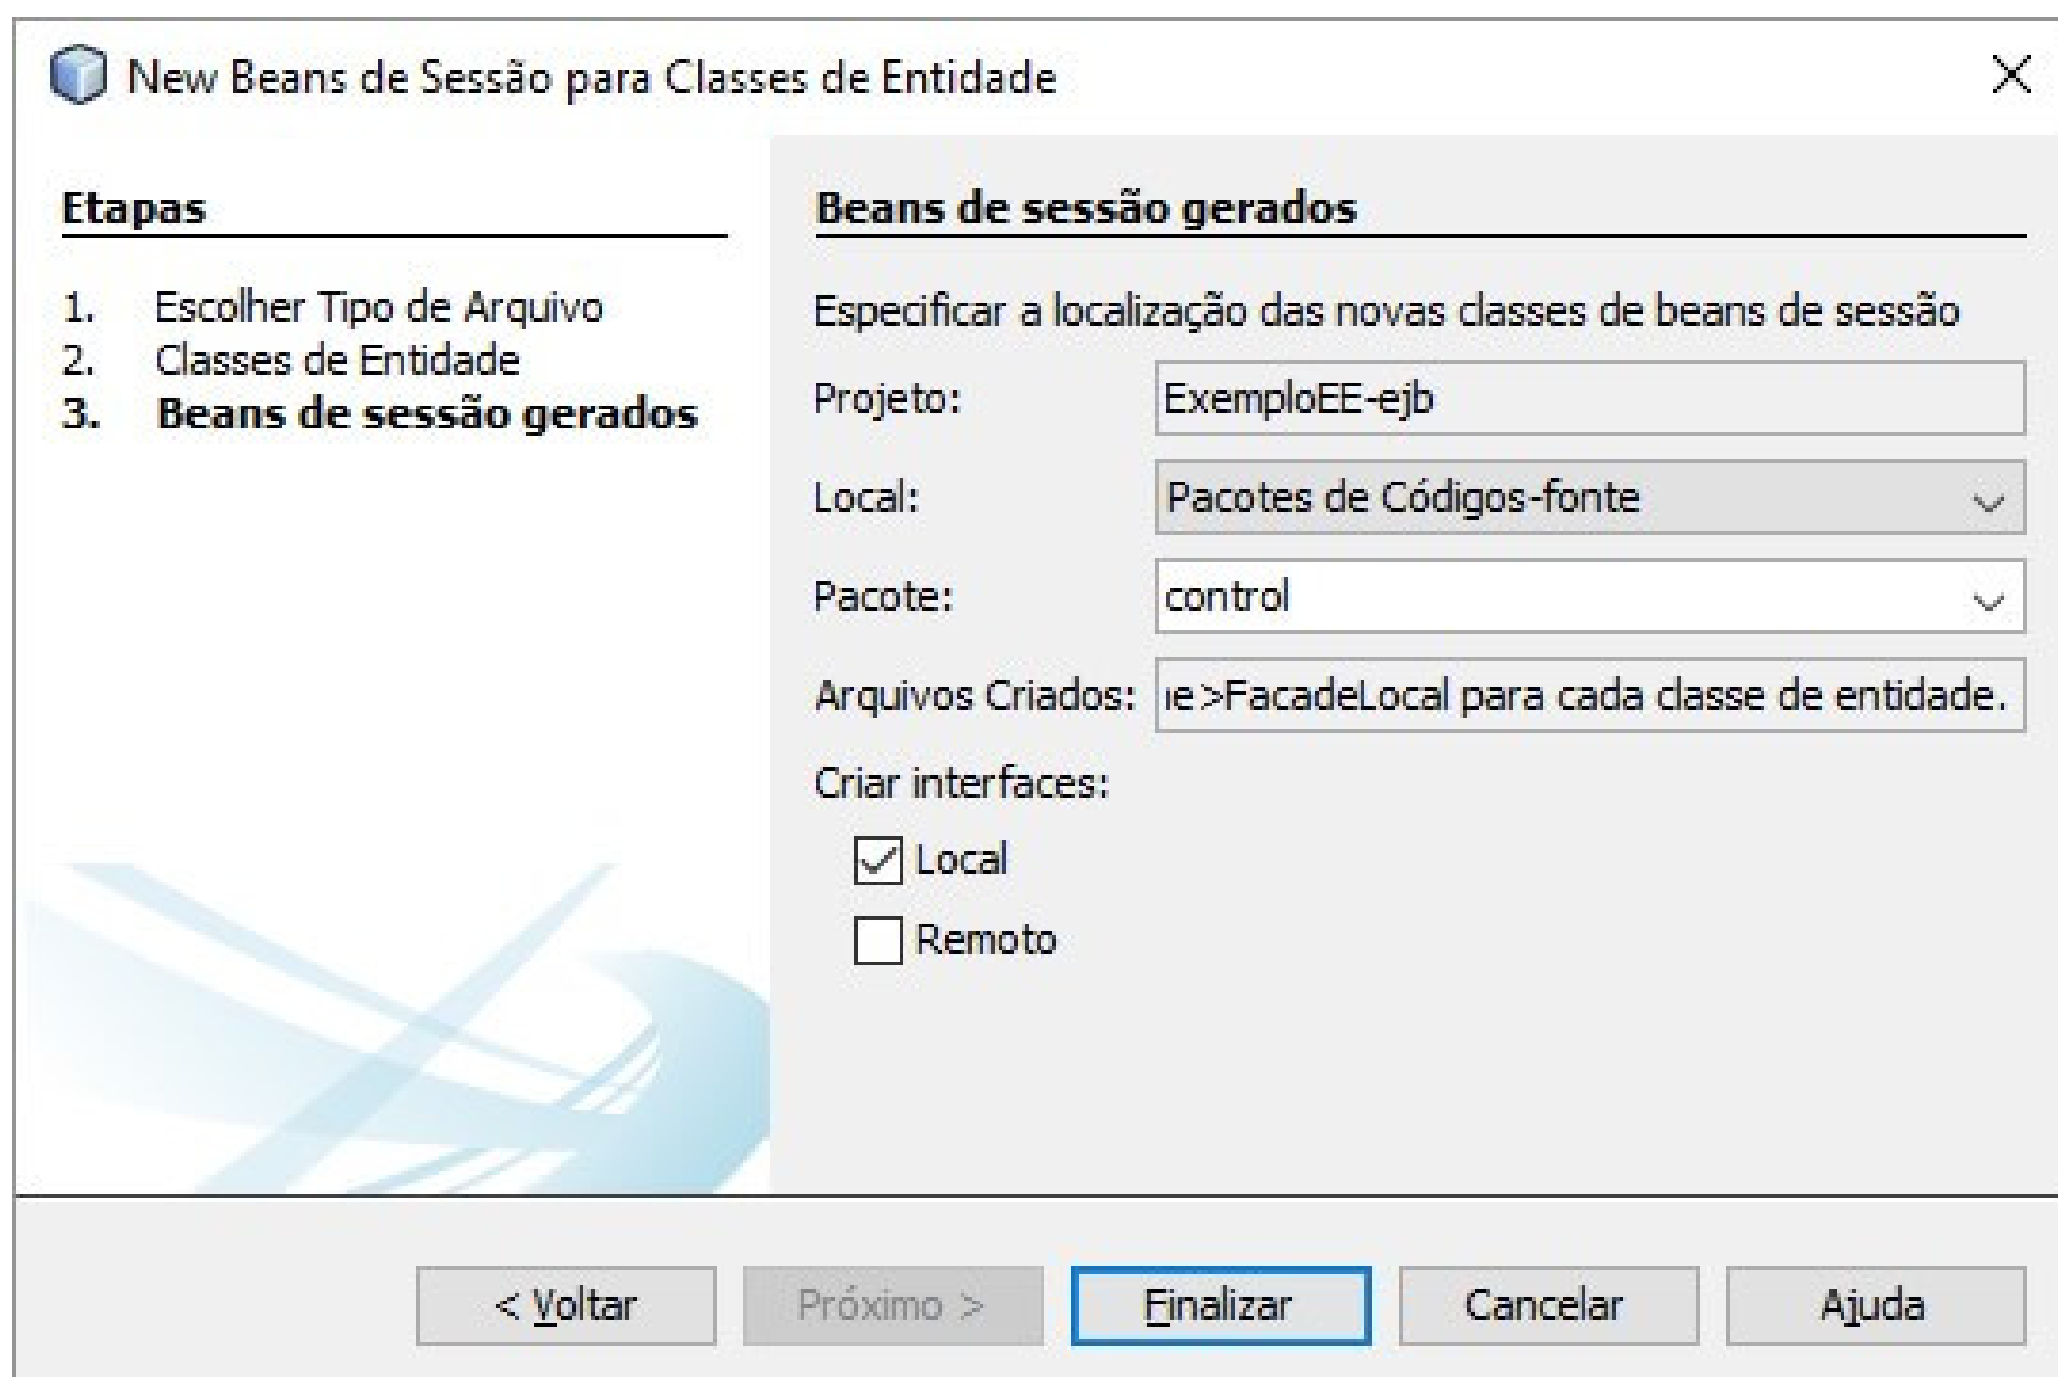 New Beans de Sessão para Classes de Entidade
Etapas
1. Escolher Tipo de Arquivo
2. Classes de Entidade
3. Beans de sessão gerados
Beans de sessão gerados
Especificar a localização das novas classes de beans de sessão
Projeto: ExemploEE-ejb
Local: Pacotes de Códigos-fonte
Pacote: control
Arquivos Criados: >FacadeLocal para cada classe de entidade.
Criar interfaces:
Local
Remoto
< Voltar Próximo > Finalizar Cancelar Ajuda